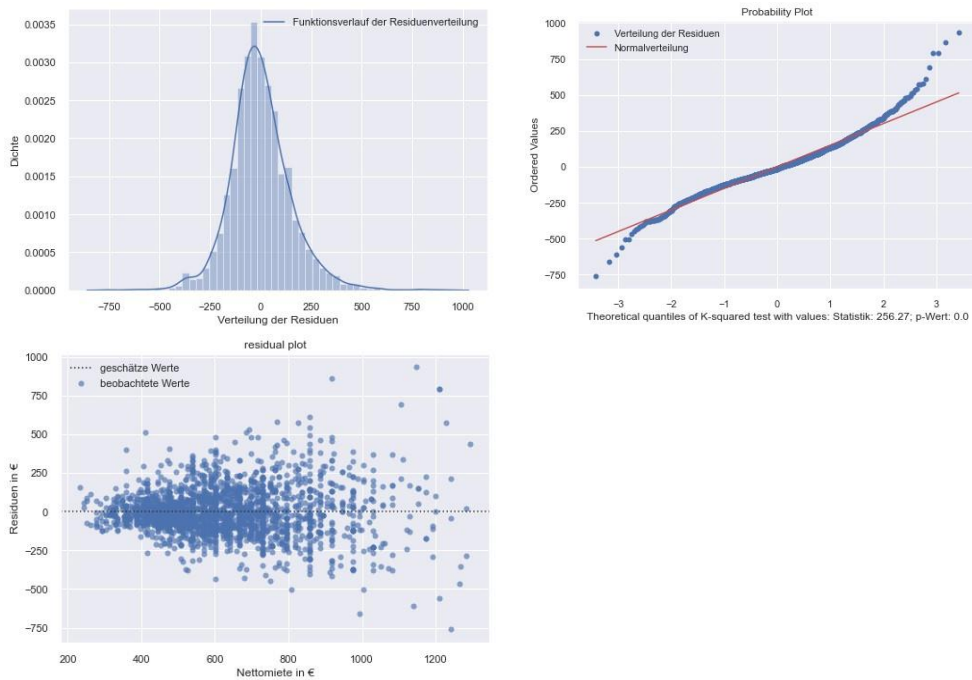 Funktionsverlauf der Residuenverteilung
0.0035
0.0030
0.0025
0.0020
0.0015
0.0010
0.0005
0.0000
Dichte
−750 −500 −250 0 250 500 750 1000
Verteilung der Residuen
Probability Plot
Verteilung der Residuen
Normalverteilung
1000
750
500
250
0
−250
−500
−750
Ordered Values
−3 −2 −1 0 1 2 3
Theoretical quantiles of K-squared test with values: Statistik: 256.27; p-Wert: 0.0
residual plot
geschätze Werte
beobachtete Werte
1000
750
500
250
0
−250
−500
−750
Residuen in €
200 400 600 800 1000 1200
Nettomiete in €